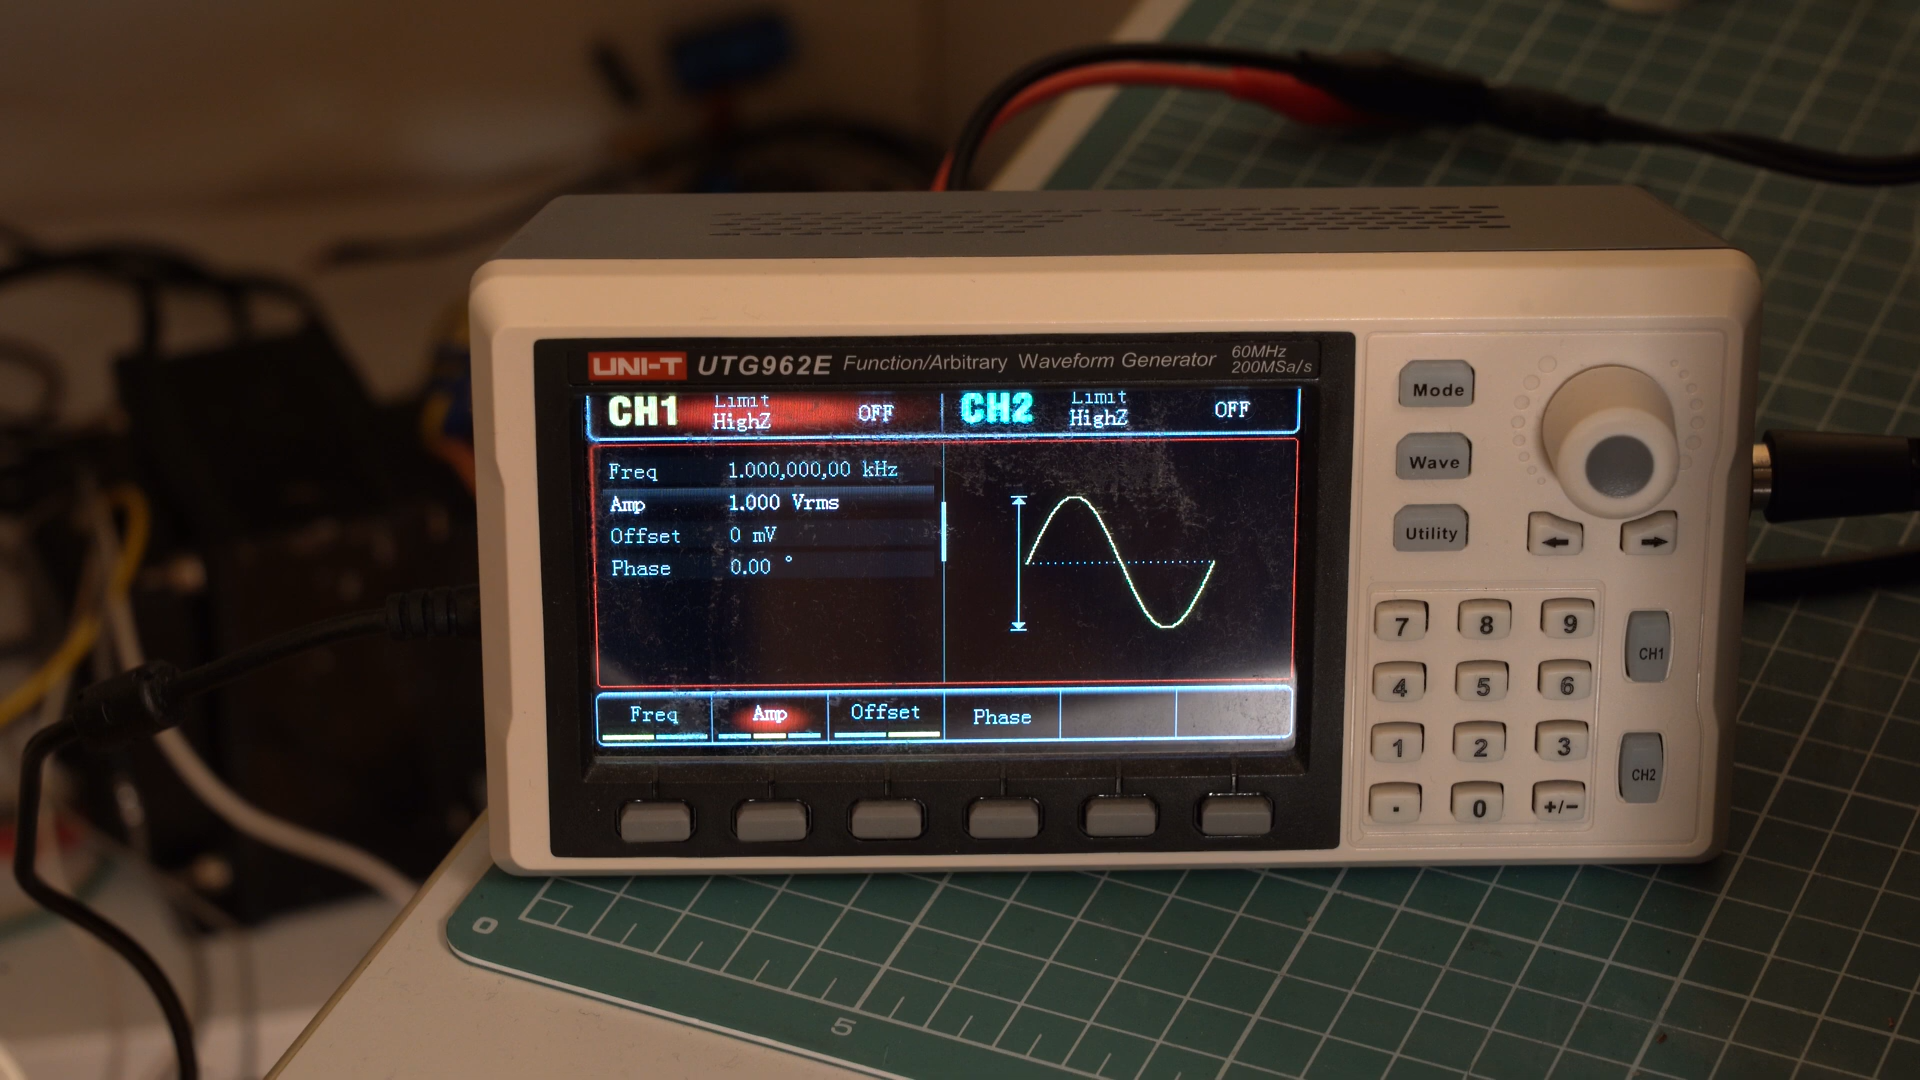 UNI-T UTG962E Function/Arbitrary Waveform Generator 60MHz 200MSa/s
CH1 Limit HighZ OFF CH2 Limit HighZ OFF
Freq 1.000,000,00 kHz
Amp 1.000 Vrms
Offset 0 mV
Phase 0.00 °
Freq Amp Offset Phase
Mode
Wave
Utility
7 8 9
4 5 6
1 2 3
. 0 +/-
CH1
CH2
0
5